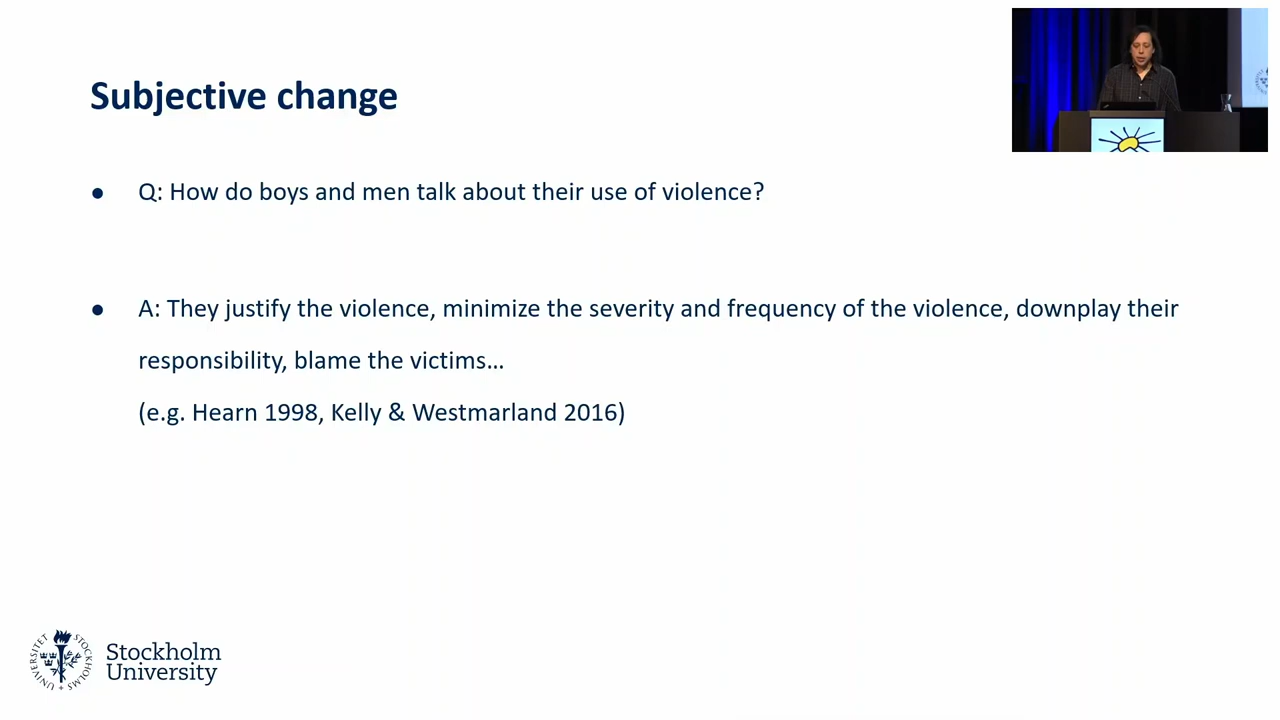 Subjective change
● Q: How do boys and men talk about their use of violence?
● A: They justify the violence, minimize the severity and frequency of the violence, downplay their
responsibility, blame the victims…
(e.g. Hearn 1998, Kelly & Westmarland 2016)
STOCKHOLMS UNIVERSITET
Stockholm
University